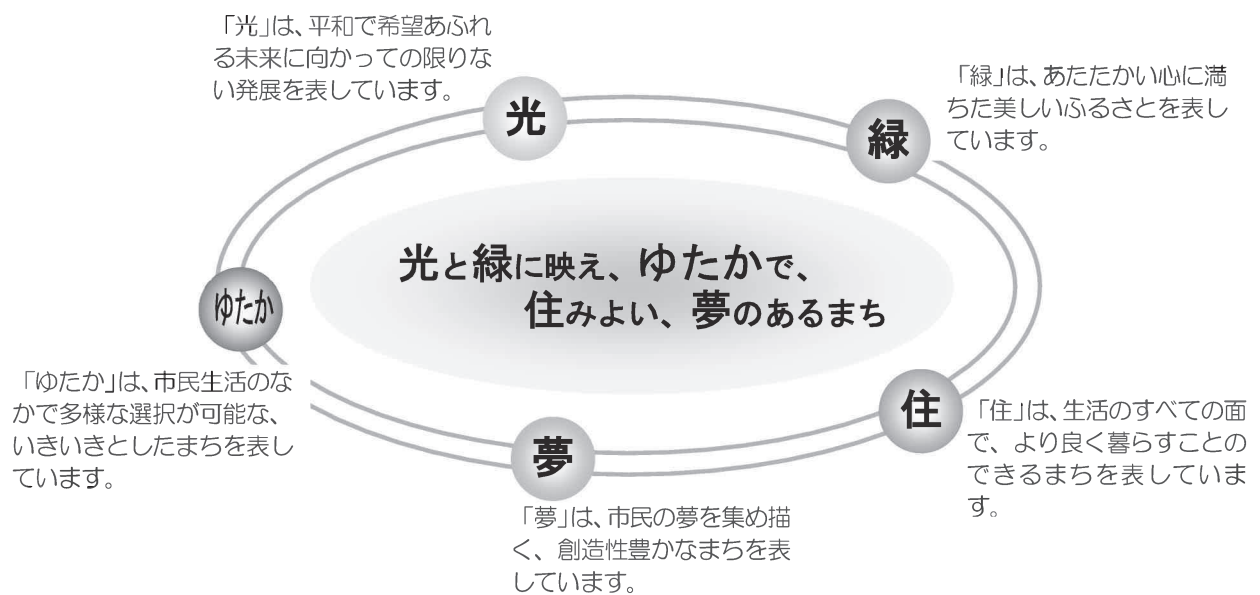 「光」は、平和で希望あふれ
る未来に向かっての限りな
い発展を表しています。
光
「緑」は、あたたかい心に満
ちた美しいふるさとを表し
ています。
緑
光と緑に映え、ゆたかで、
住みよい、夢のあるまち
ゆたか
「ゆたか」は、市民生活のな
かで多様な選択が可能な、
いきいきとしたまちを表し
ています。
住
「住」は、生活のすべての面
で、より良く暮らすことの
できるまちを表していま
す。
夢
「夢」は、市民の夢を集め描
く、創造性豊かなまちを表
しています。